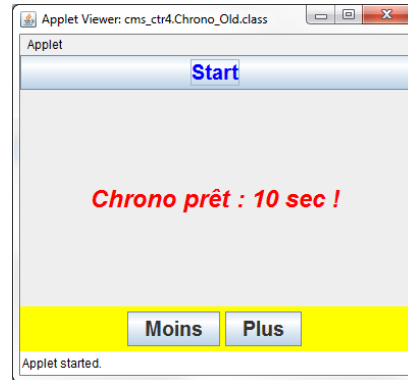 Applet Viewer: cms_ctr4.Chrono_Old.class
Applet
Start
Chrono prêt : 10 sec !
Moins Plus
Applet started.